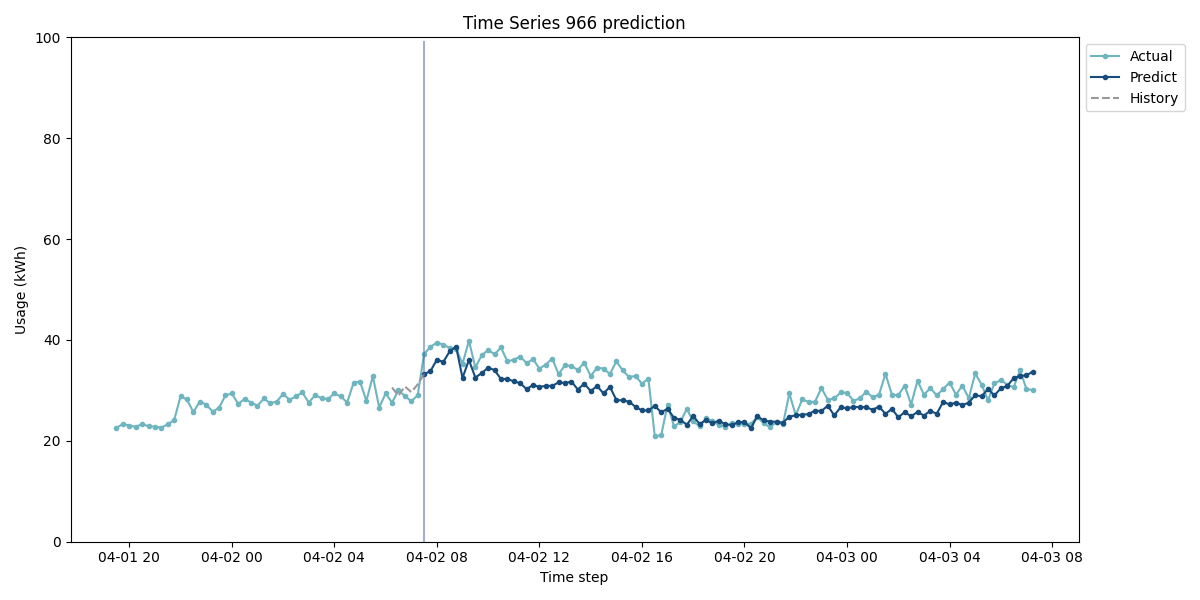 Time Series 966 prediction
100
80
60
40
20
0
Usage (kWh)
04-01 20 04-02 00 04-02 04 04-02 08 04-02 12 04-02 16 04-02 20 04-03 00 04-03 04 04-03 08
Time step
Actual
Predict
History